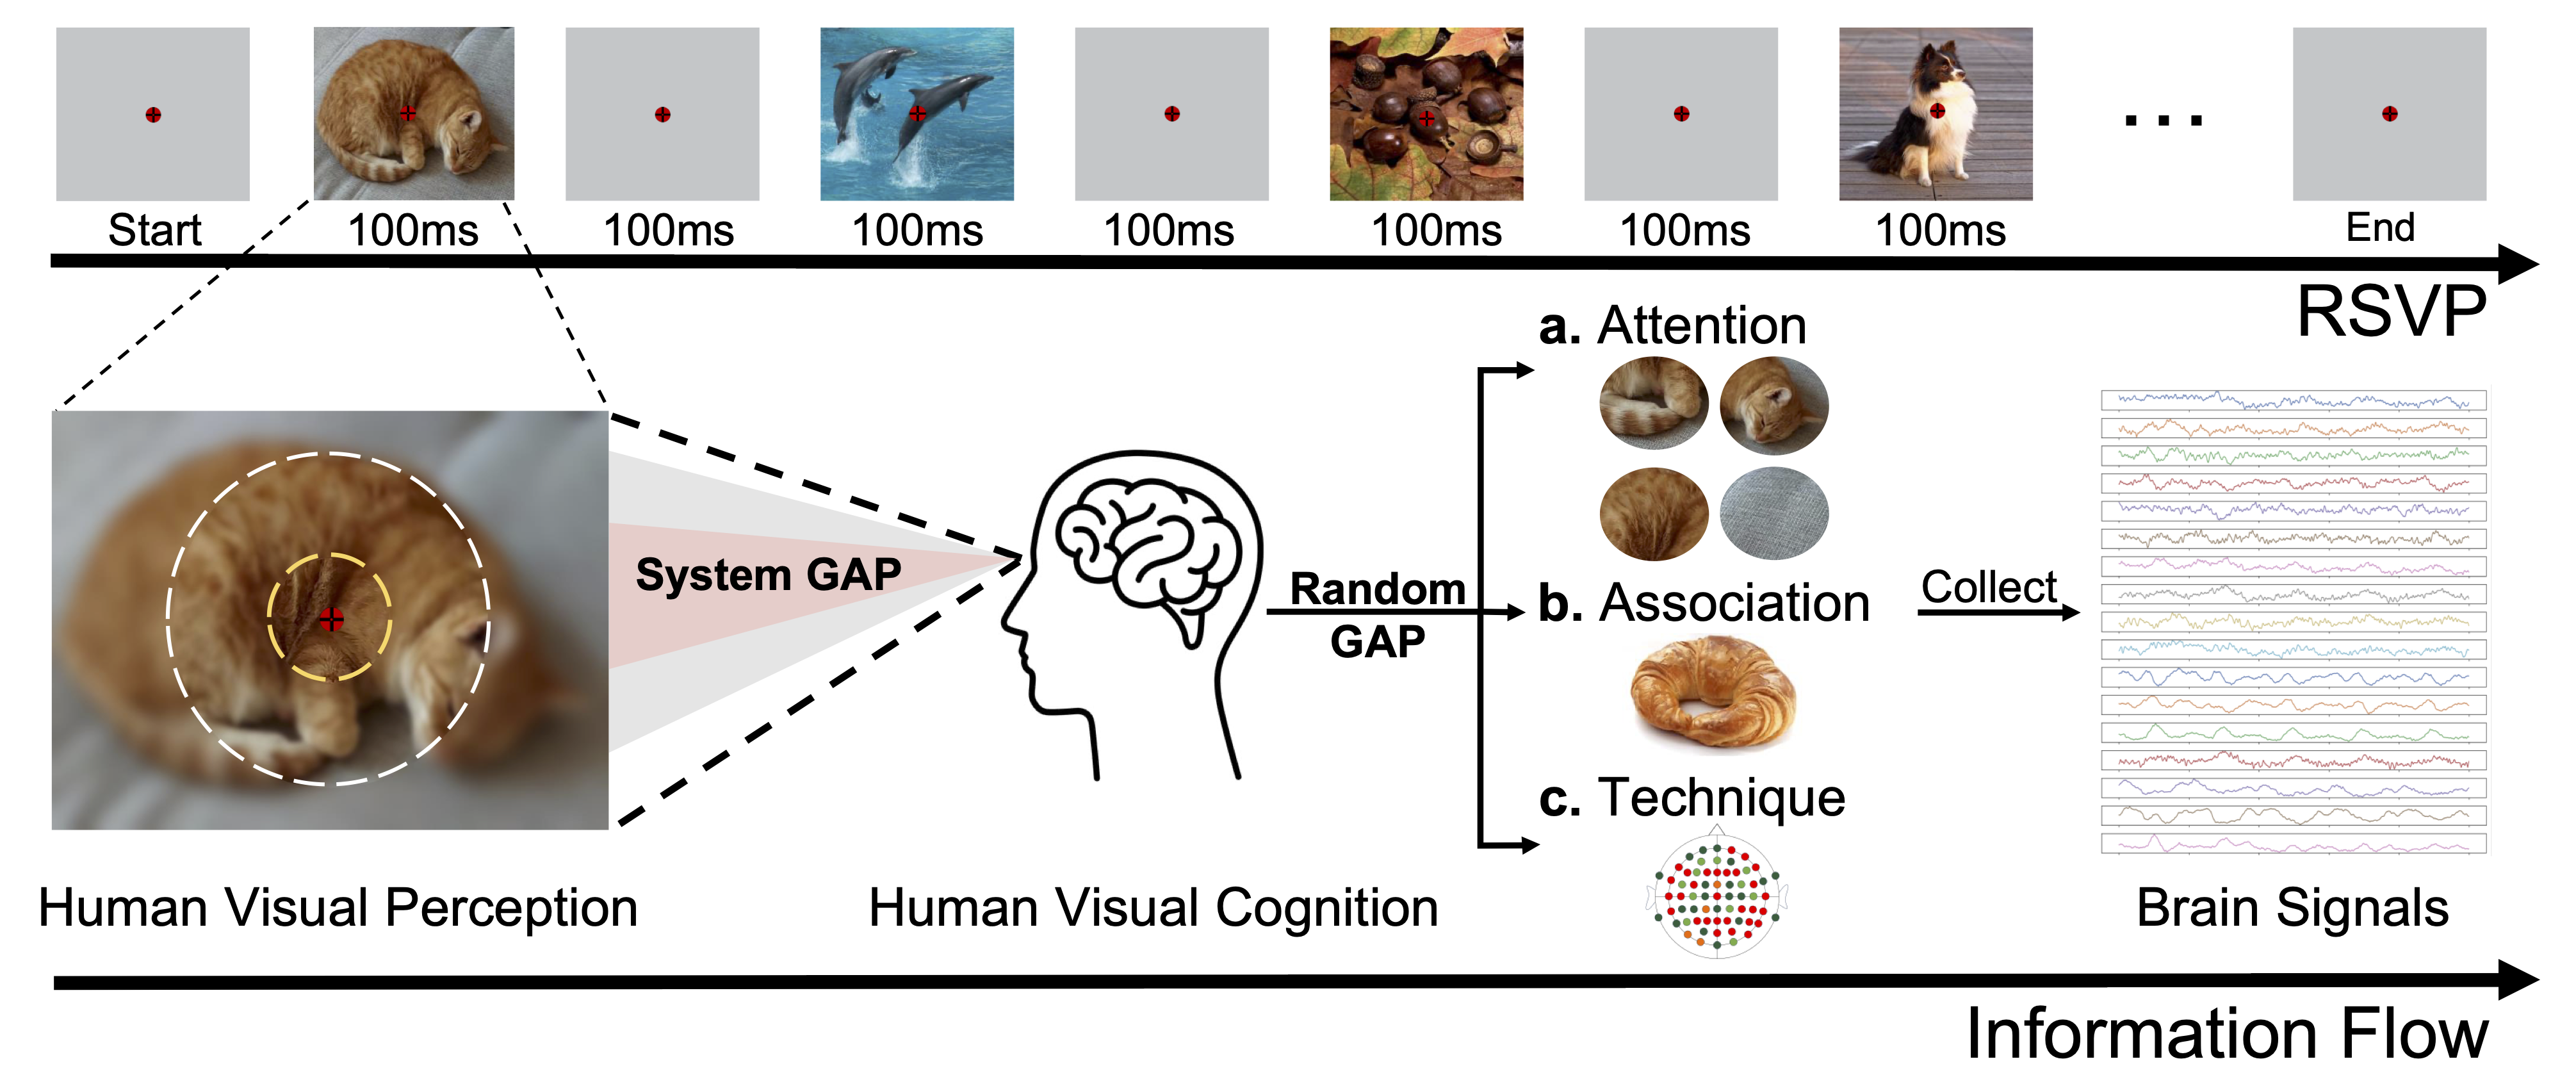 Start
100ms
100ms
100ms
100ms
100ms
100ms
100ms
End
RSVP
System GAP
Random
GAP
a. Attention
b. Association
c. Technique
Collect
Human Visual Perception
Human Visual Cognition
Brain Signals
Information Flow